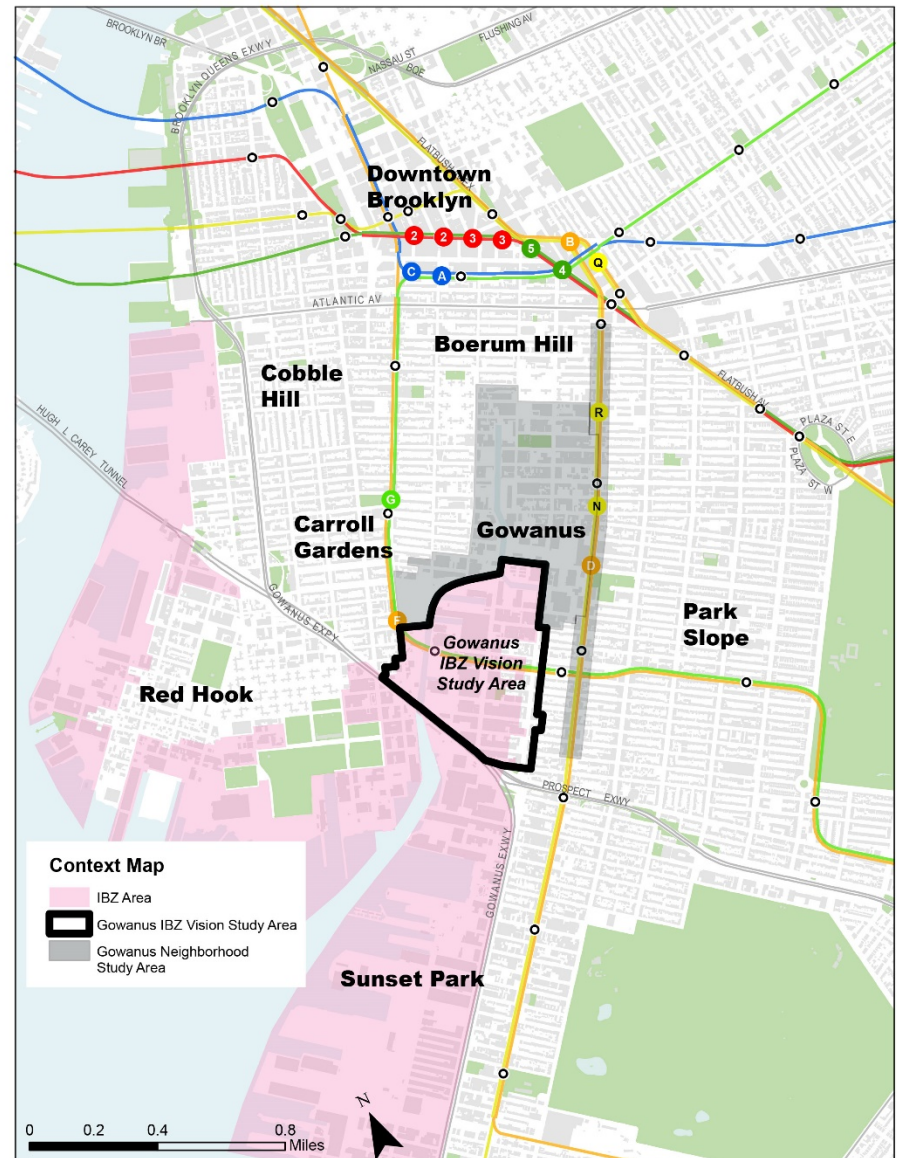 BROOKLYN BR
BROOKLYN QUEENS EXWY
NASSAU ST
BQE
FLUSHING AV
FLATBUSH AV EX
Downtown
Brooklyn
2
2
3
3
5
B
Q
C
A
4
ATLANTIC AV
Boerum Hill
Cobble
Hill
FLATBUSH AV
PLAZA ST E
PLAZA ST W
HUGH L CAREY TUNNEL
R
G
N
Carroll
Gardens
Gowanus
D
GOWANUS EXPY
F
Park
Slope
Gowanus
IBZ Vision
Study Area
Red Hook
PROSPECT EXWY
GOWANUS EXWY
Context Map
IBZ Area
Gowanus IBZ Vision Study Area
Gowanus Neighborhood
Study Area
Sunset Park
N
0 0.2 0.4 0.8
Miles